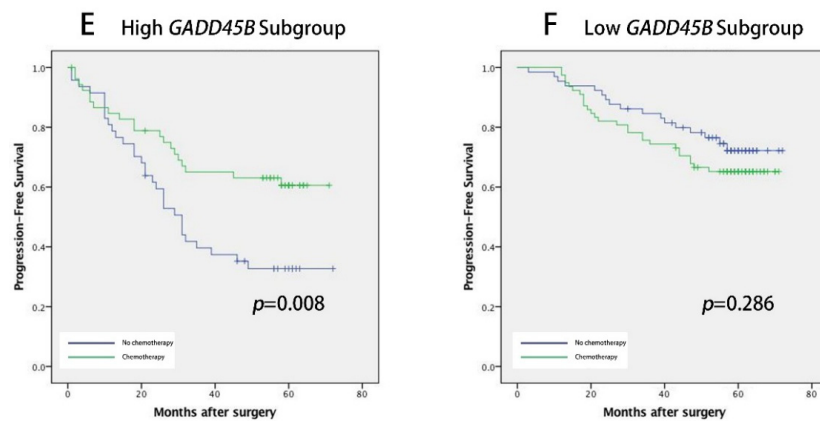 E High GADD45B Subgroup
1.0
0.8
0.6
0.4
0.2
0.0
Progression-Free Survival
p=0.008
No chemotherapy
Chemotherapy
0 20 40 60 80
Months after surgery
F Low GADD45B Subgroup
1.0
0.8
0.6
0.4
0.2
0.0
Progression-Free Survival
p=0.286
No chemotherapy
Chemotherapy
0 20 40 60 80
Months after surgery